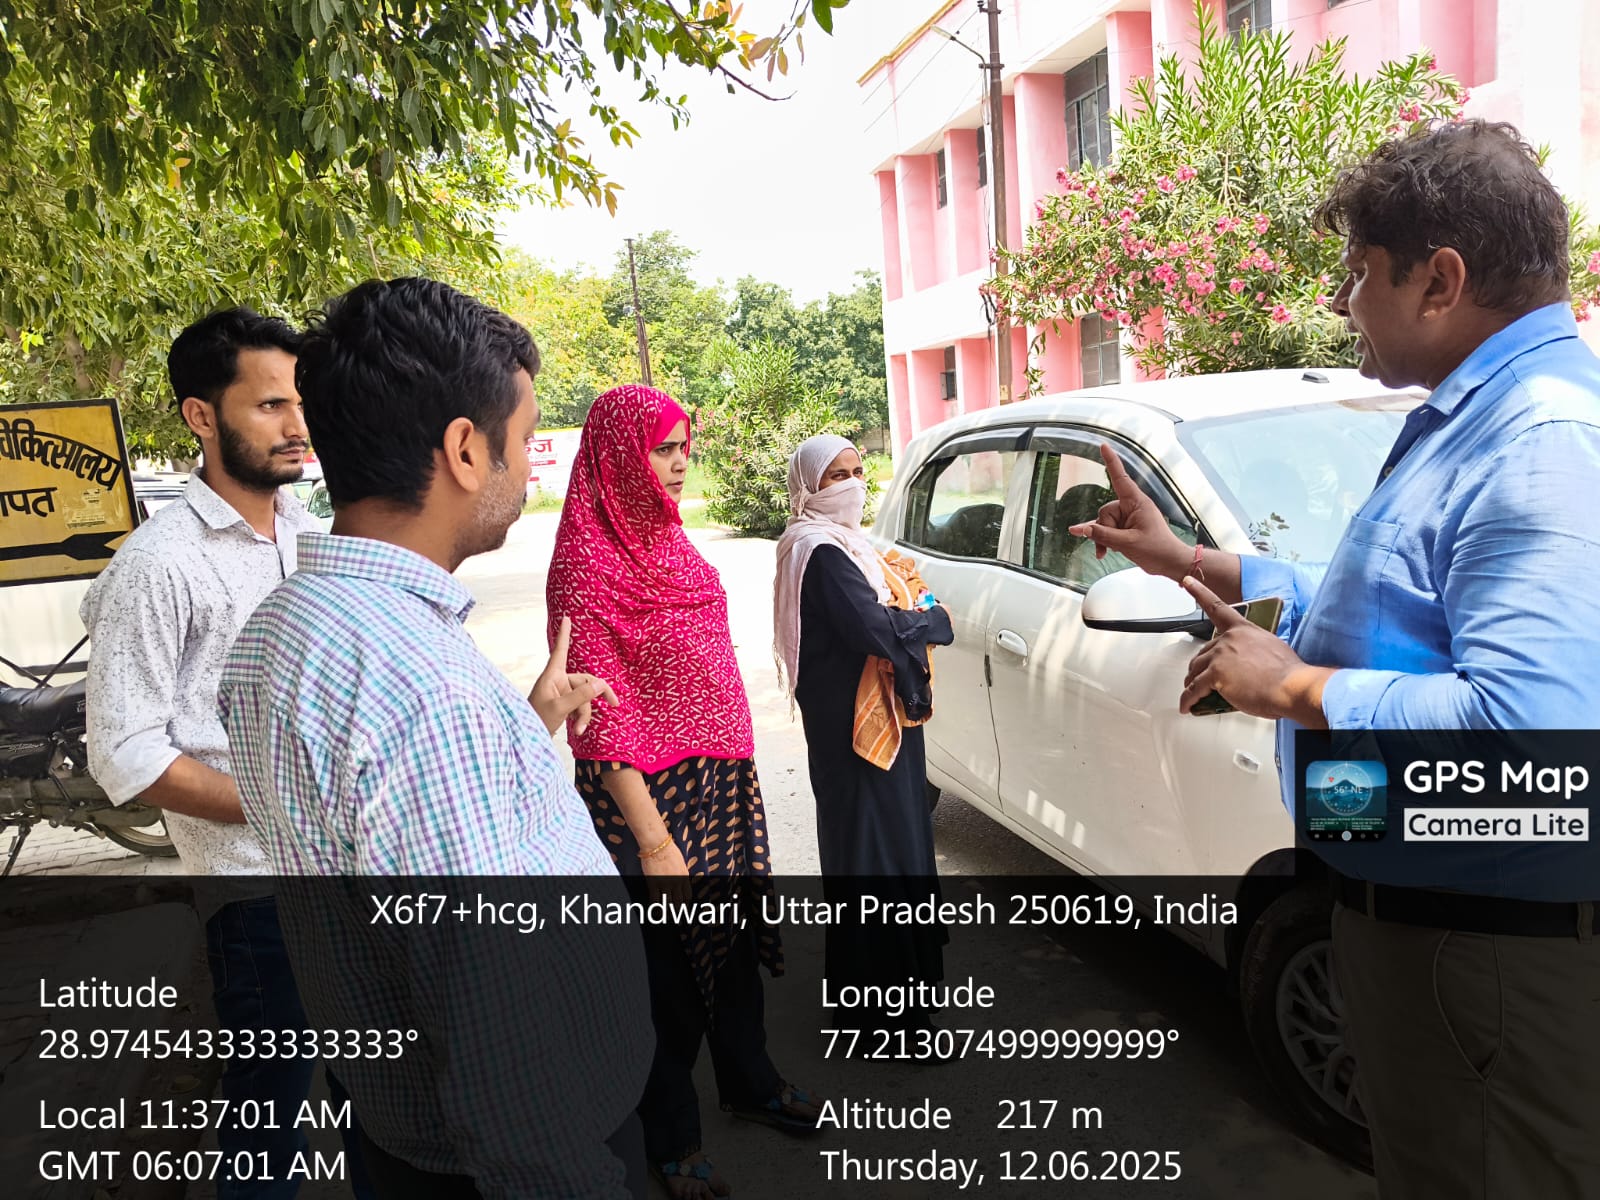 चिकित्सालय
GPS Map
Camera Lite
X6f7+hcg, Khandwari, Uttar Pradesh 250619, India
Latitude
28.974543333333333°
Longitude
77.21307499999999°
Local 11:37:01 AM
GMT 06:07:01 AM
Altitude 217 m
Thursday, 12.06.2025